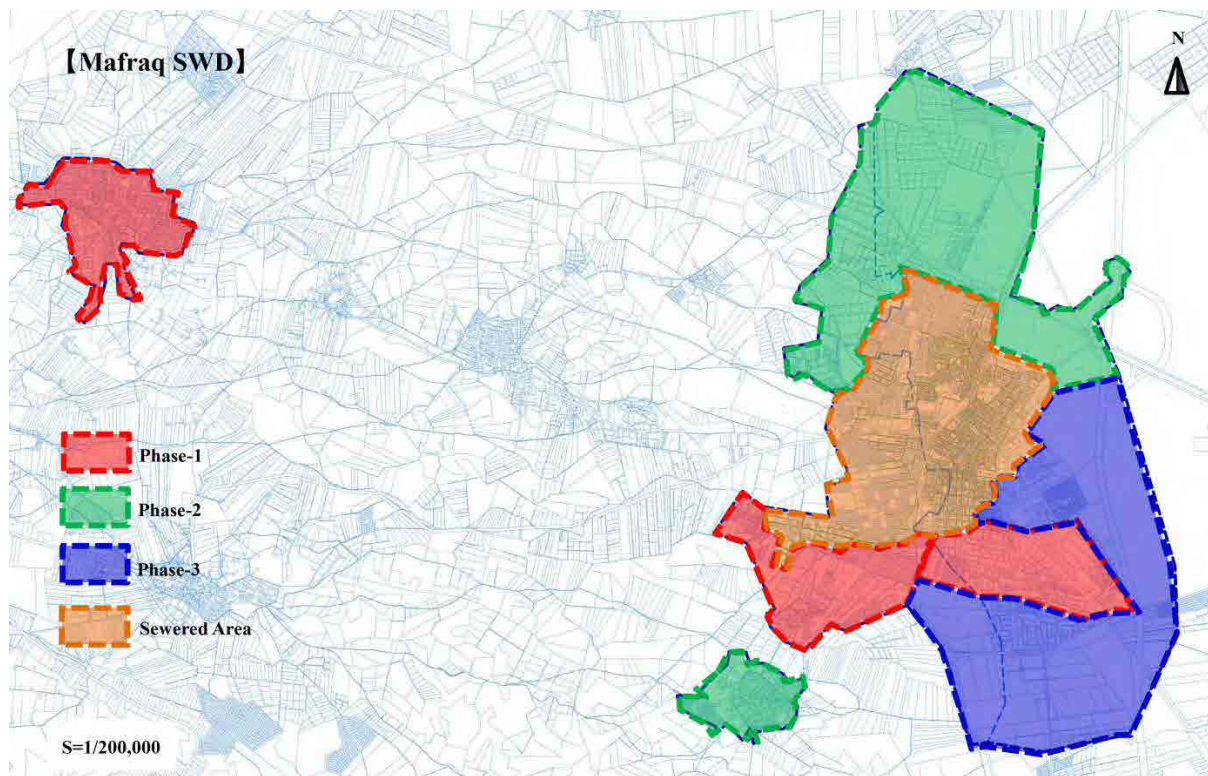 【Mafraq SWD】
N
Phase-1
Phase-2
Phase-3
Sewered Area
S=1/200,000